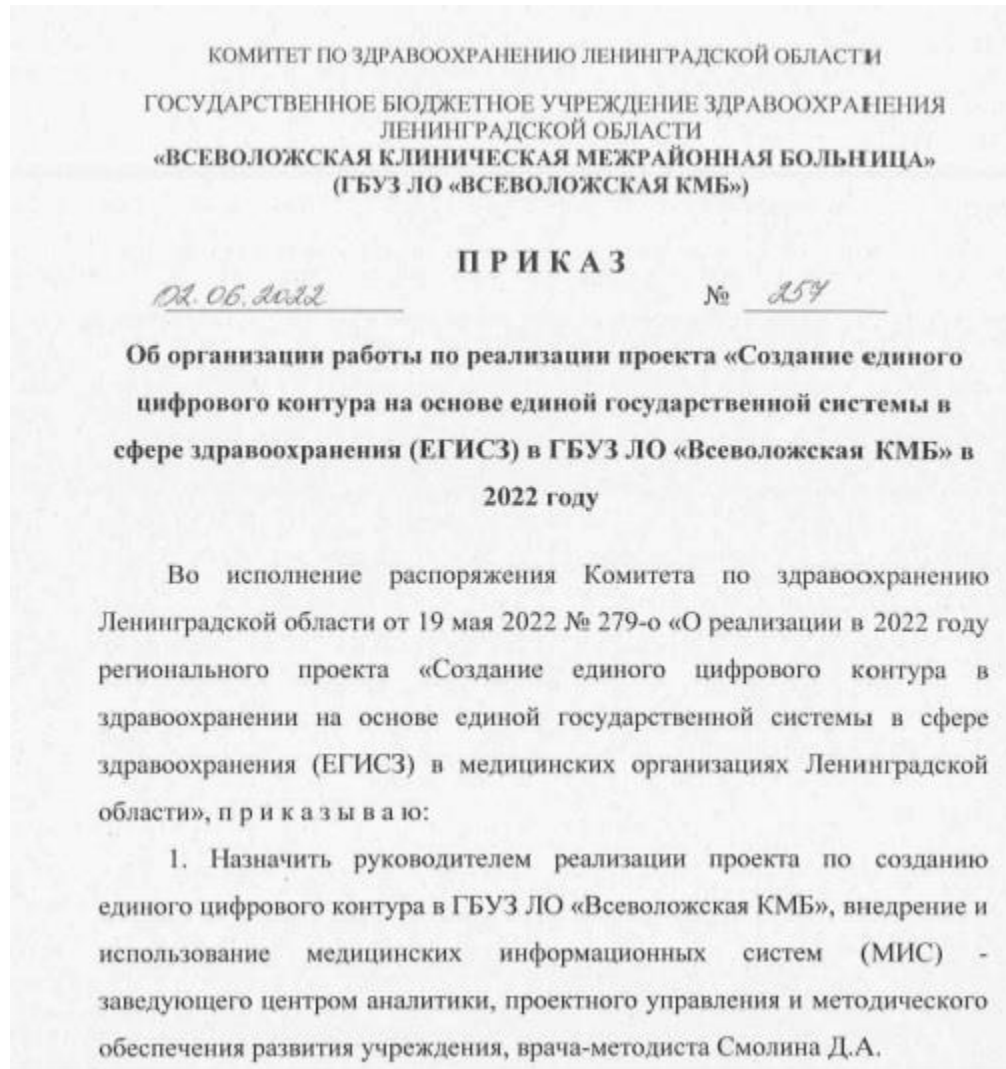 КОМИТЕТ ПО ЗДРАВООХРАНЕНИЮ ЛЕНИНГРАДСКОЙ ОБЛАСТИ
ГОСУДАРСТВЕННОЕ БЮДЖЕТНОЕ УЧРЕЖДЕНИЕ ЗДРАВООХРАНЕНИЯ
ЛЕНИНГРАДСКОЙ ОБЛАСТИ
«ВСЕВОЛОЖСКАЯ КЛИНИЧЕСКАЯ МЕЖРАЙОННАЯ БОЛЬНИЦА»
(ГБУЗ ЛО «ВСЕВОЛОЖСКАЯ КМБ»)
П Р И К А З
02.06.2022 № 257
Об организации работы по реализации проекта «Создание единого
цифрового контура на основе единой государственной системы в
сфере здравоохранения (ЕГИСЗ) в ГБУЗ ЛО «Всеволожская КМБ» в
2022 году
Во исполнение распоряжения Комитета по здравоохранению
Ленинградской области от 19 мая 2022 № 279-о «О реализации в 2022 году
регионального проекта «Создание единого цифрового контура в
здравоохранении на основе единой государственной системы в сфере
здравоохранения (ЕГИСЗ) в медицинских организациях Ленинградской
области», п р и к а з ы в а ю:
1. Назначить руководителем реализации проекта по созданию
единого цифрового контура в ГБУЗ ЛО «Всеволожская КМБ», внедрение и
использование медицинских информационных систем (МИС) -
заведующего центром аналитики, проектного управления и методического
обеспечения развития учреждения, врача-методиста Смолина Д.А.